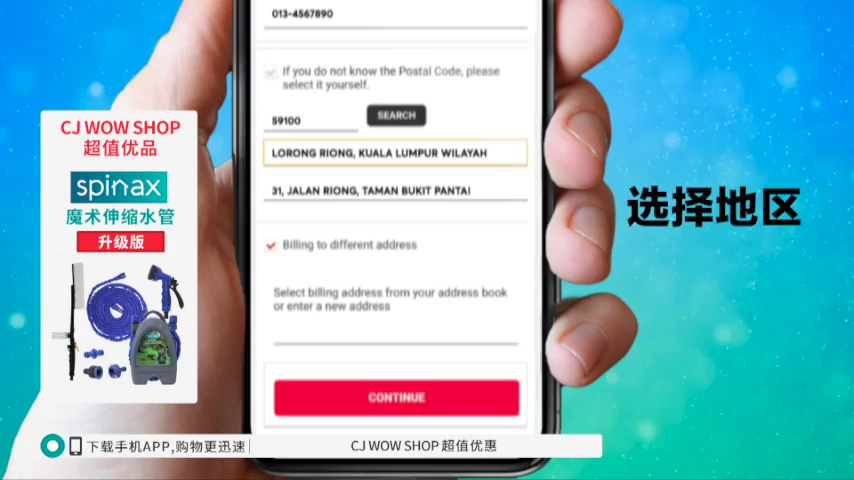 013-4567890
If you do not know the Postal Code, please
select it yourself.
59100
SEARCH
LORONG RIONG, KUALA LUMPUR WILAYAH
31, JALAN RIONG, TAMAN BUKIT PANTAI
Billing to different address
Select billing address from your address book
or enter a new address
CONTINUE
CJ WOW SHOP
超值优品
spinax
魔术伸缩水管
升级版
选择地区
下载手机APP,购物更迅速
CJ WOW SHOP 超值优惠